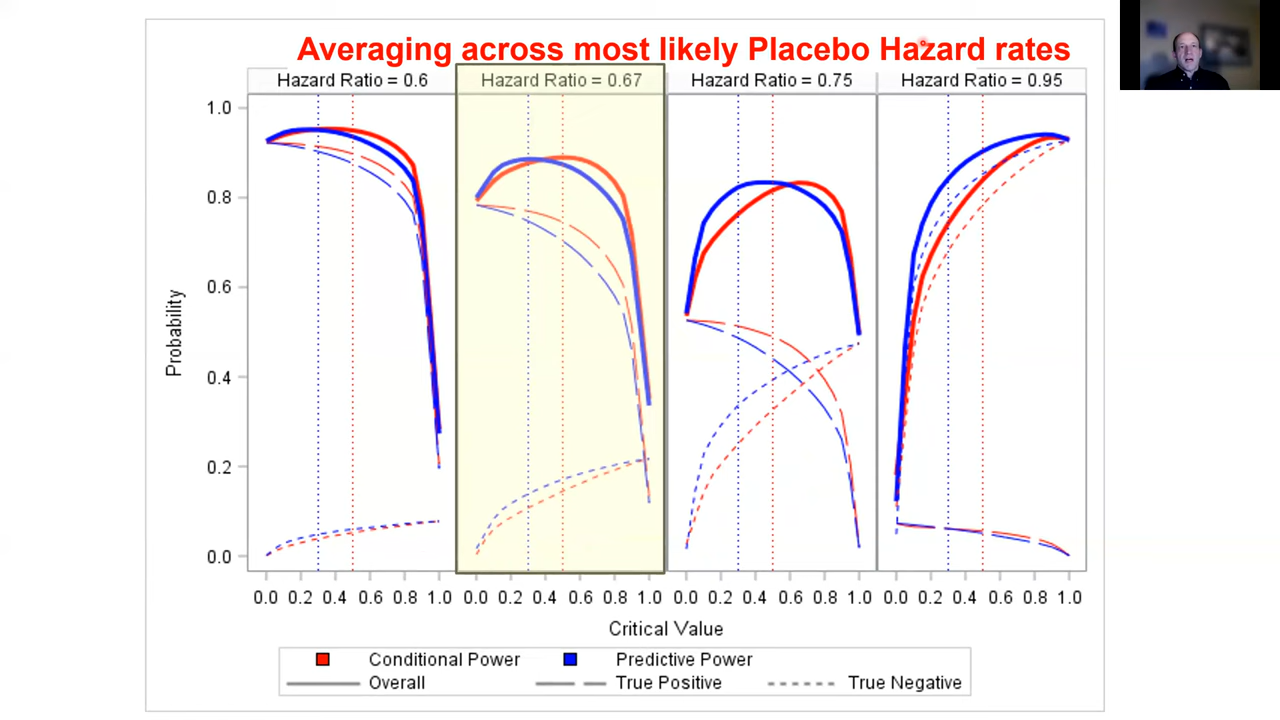 Averaging across most likely Placebo Hazard rates
Hazard Ratio = 0.6
Hazard Ratio = 0.67
Hazard Ratio = 0.75
Hazard Ratio = 0.95
1.0
0.8
0.6
0.4
0.2
0.0
Probability
0.0 0.2 0.4 0.6 0.8 1.0
0.0 0.2 0.4 0.6 0.8 1.0
0.0 0.2 0.4 0.6 0.8 1.0
0.0 0.2 0.4 0.6 0.8 1.0
Critical Value
Conditional Power
Predictive Power
Overall
True Positive
True Negative